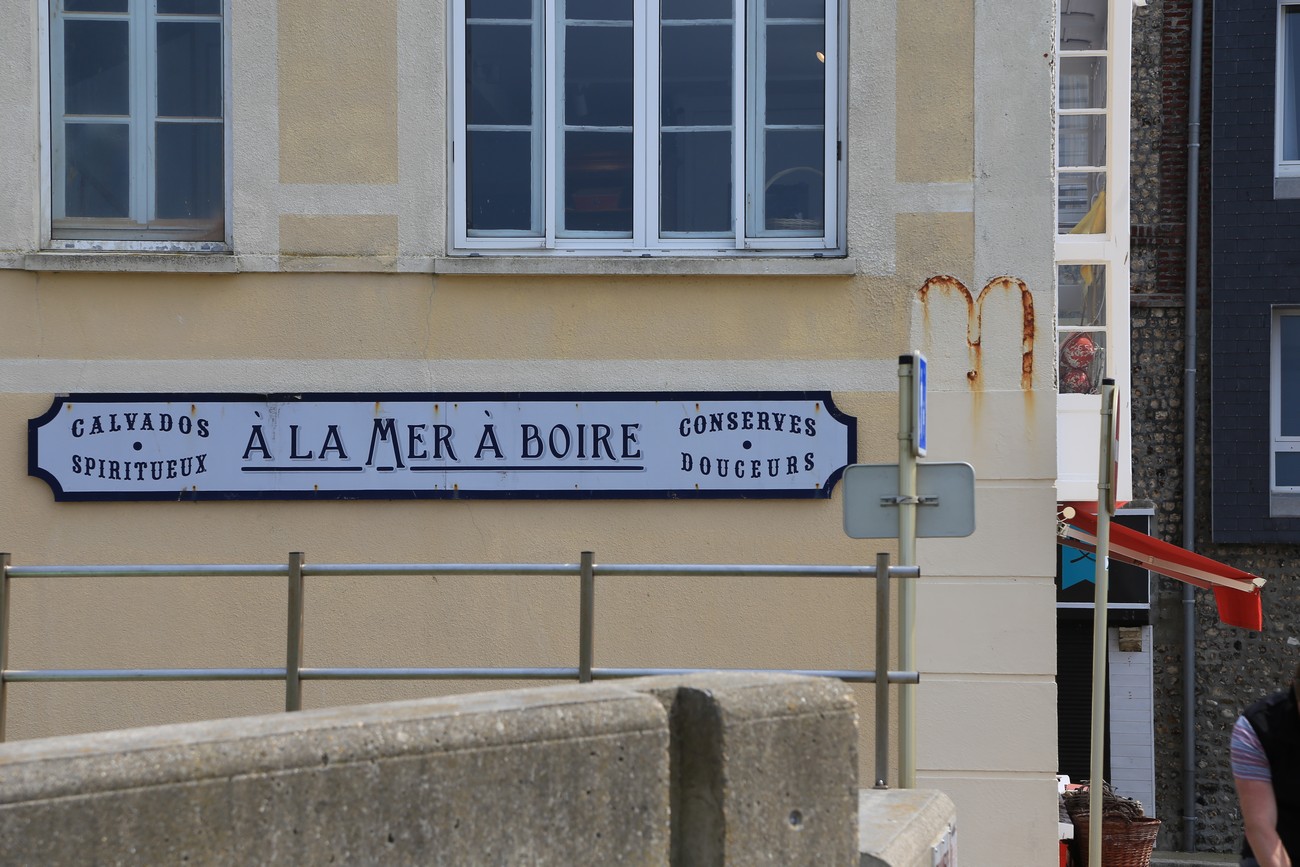 CALVADOS
SPIRITUEUX
À LA MER À BOIRE
CONSERVES
DOUCEURS